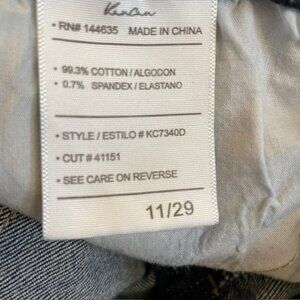 KanCan
• RN# 144635 MADE IN CHINA
• 99.3% COTTON / ALGODON
• 0.7% SPANDEX / ELASTANO
• STYLE / ESTILO # KC7340D
• CUT # 41151
• SEE CARE ON REVERSE
11/29